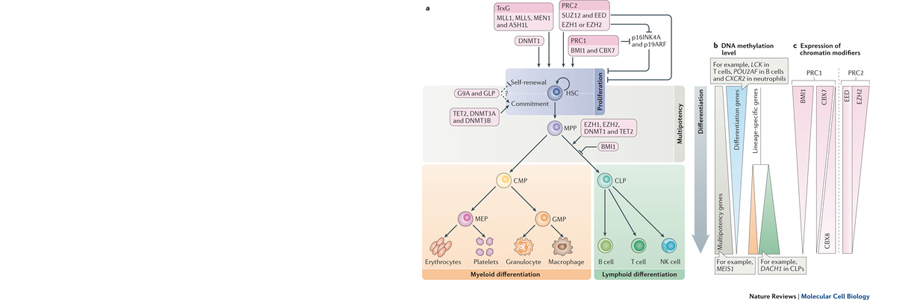 a
TrxG
MLL1, MLL5, MEN1
and ASH1L
PRC2
SUZ12 and EED
EZH1 or EZH2
DNMT1
PRC1
BMI1 and CBX7
p16INK4A
and p19ARF
Self-renewal
HSC
Commitment
Proliferation
G9A and GLP
?
TET2, DNMT3A
and DNMT3B
MPP
EZH1, EZH2,
DNMT1 and TET2
BMI1
Multipotency
CMP
CLP
MEP
GMP
Erythrocytes
Platelets
Granulocyte
Macrophage
B cell
T cell
NK cell
Myeloid differentiation
Lymphoid differentiation
Differentiation
b DNA methylation
level
For example, LCK in
T cells, POU2AF in B cells
and CXCR2 in neutrophils
Multipotency genes
Differentiation genes
Lineage-specific genes
For example,
MEIS1
For example,
DACH1 in CLPs
c Expression of
chromatin modifiers
PRC1
PRC2
BMI1
CBX7
CBX8
EED
EZH2
Nature Reviews | Molecular Cell Biology